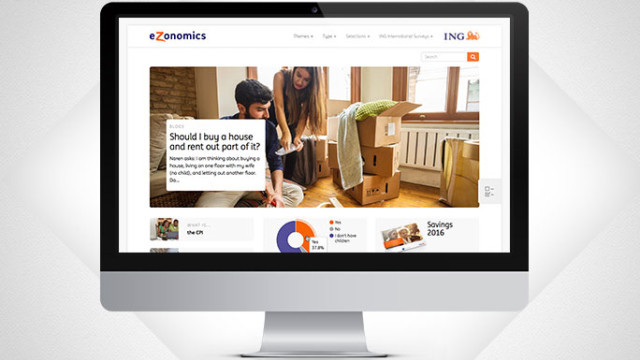 eZonomics
Themes Type Selections ING International Surveys
ING
Search
BLOGS
Should I buy a house
and rent out part of it?
Noren asks: I am thinking about buying a
house, living on one floor with my wife
(no child), and letting out another floor.
Do...
WHAT IS...
the CPI
Yes
No
I don't have
children
Yes
37.8%
Savings
2016